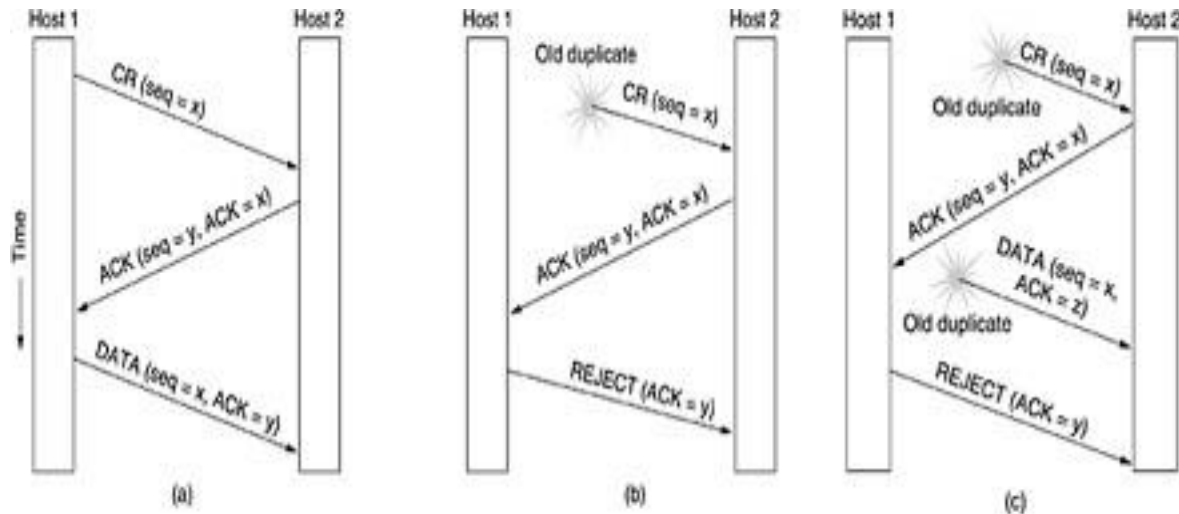 Host 1
Host 2
CR (seq = x)
ACK (seq = y, ACK = x)
DATA (seq = x, ACK = y)
Time
(a)
Host 1
Host 2
Old duplicate
CR (seq = x)
ACK (seq = y, ACK = x)
REJECT (ACK = y)
(b)
Host 1
Host 2
CR (seq = x)
Old duplicate
ACK (seq = y, ACK = x)
DATA (seq = x,
ACK = z)
Old duplicate
REJECT (ACK = y)
(c)